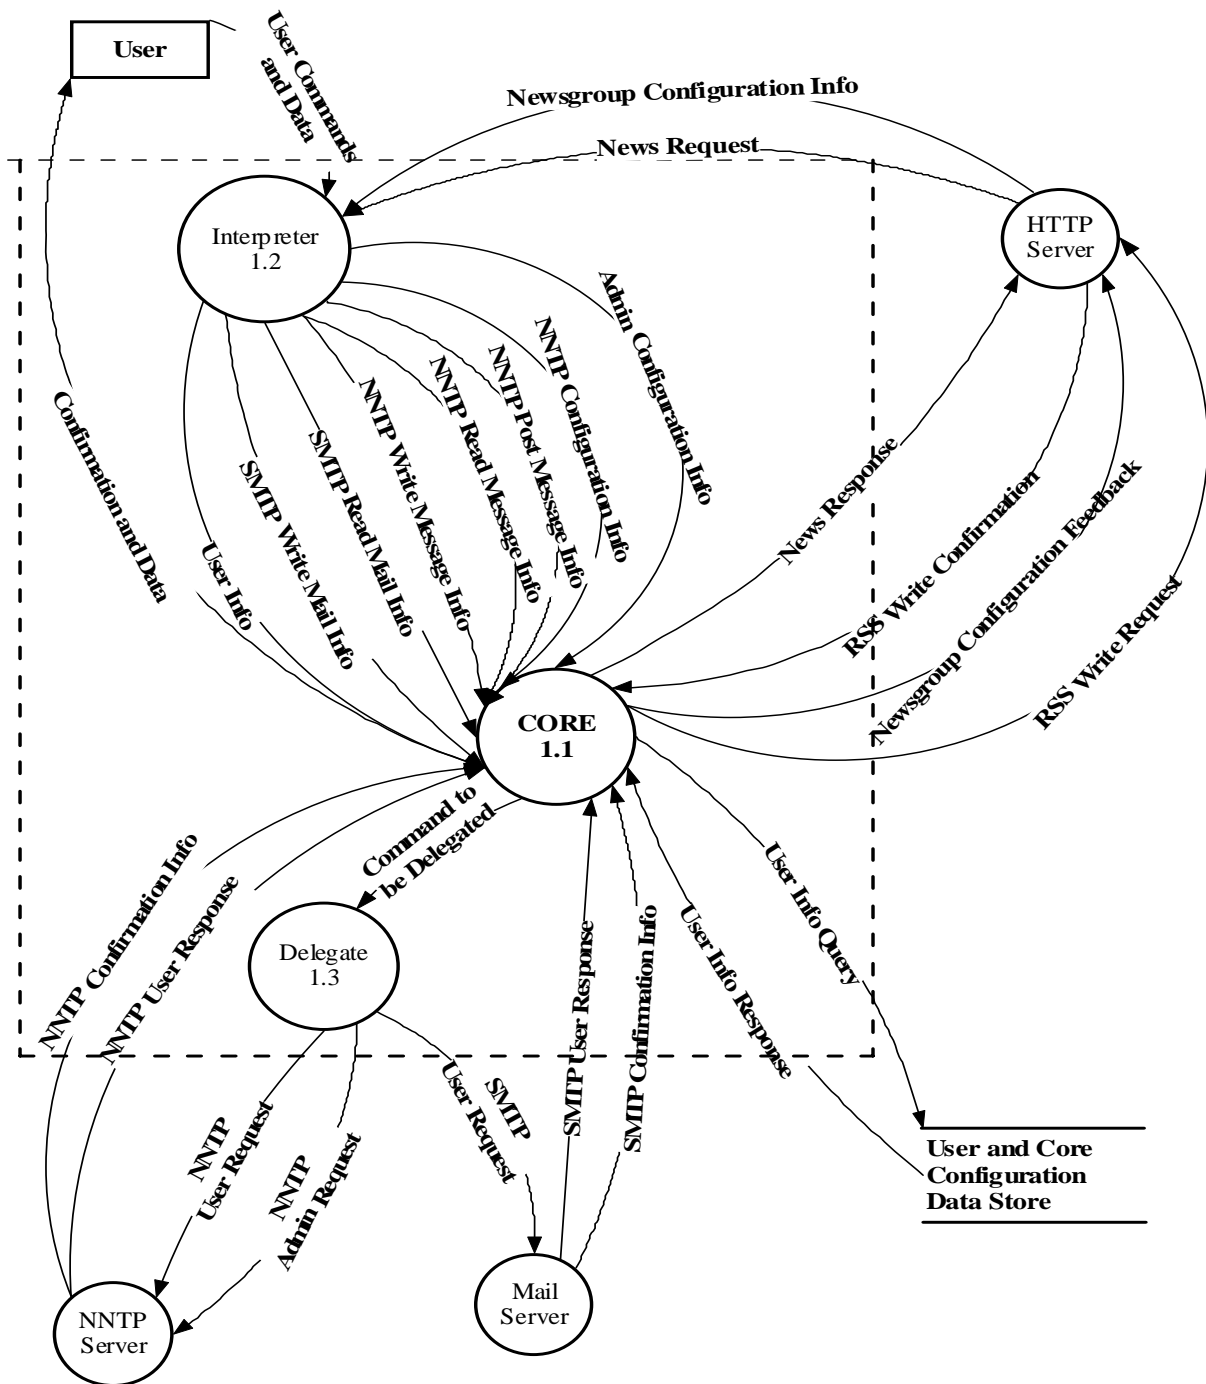 User
User Commands
and Data
Newsgroup Configuration Info
News Request
Interpreter
1.2
HTTP
Server
Admin Configuration Info
NNTP Configuration Info
NNTP Post Message Info
NNTP Read Message Info
NNTP Write Message Info
SMTP Read Mail Info
SMTP Write Mail Info
User Info
Confirmation and Data
News Response
RSS Write Confirmation
Newsgroup Configuration Feedback
RSS Write Request
CORE
1.1
Command to
be Delegated
NNTP Confirmation Info
NNTP User Response
Delegate
1.3
SMTP User Response
SMTP Confirmation Info
User Info Response
User Info Query
NNTP
User Request
NNTP
Admin Request
SMTP
User Request
User and Core
Configuration
Data Store
NNTP
Server
Mail
Server